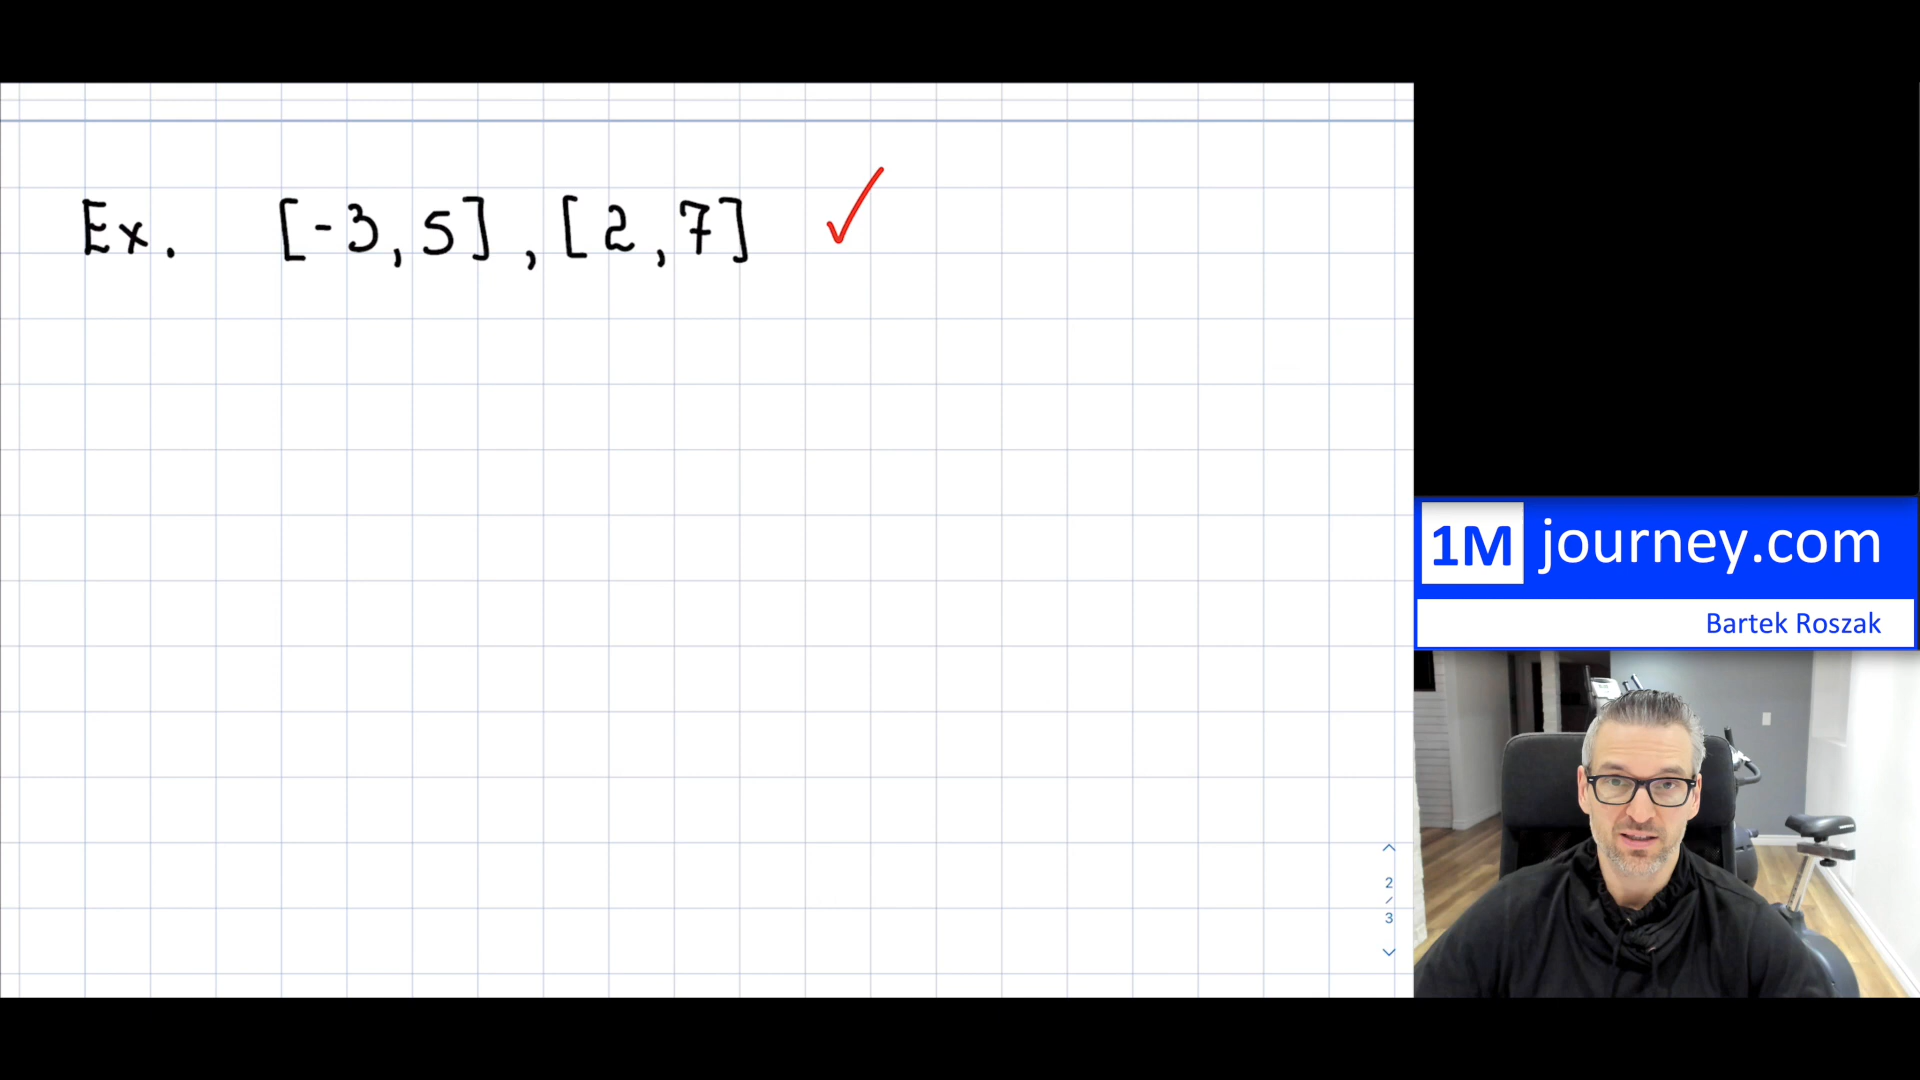 Ex. [-3,5],[2,7] ✓
1M journey.com
Bartek Roszak
2
/
3